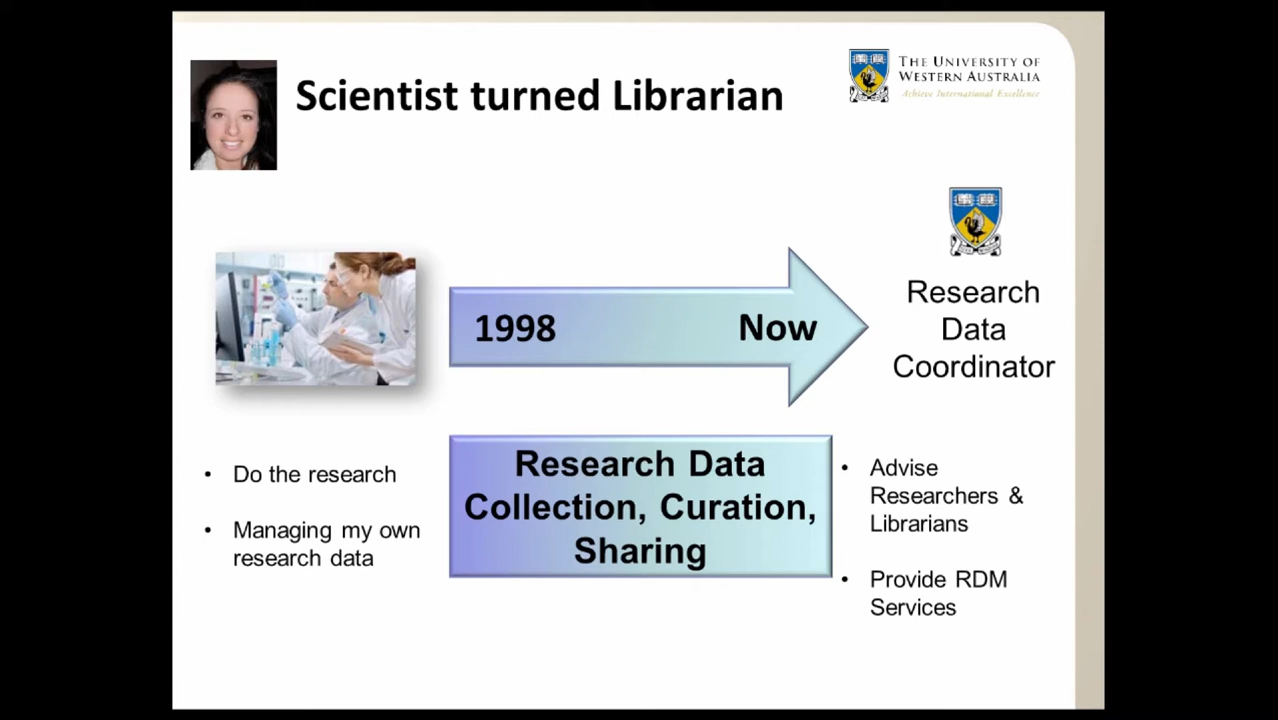 Scientist turned Librarian
THE UNIVERSITY OF
WESTERN AUSTRALIA
Achieve International Excellence
1998
Now
Research
Data
Coordinator
• Do the research
• Managing my own
research data
Research Data
Collection, Curation,
Sharing
• Advise
Researchers &
Librarians
• Provide RDM
Services